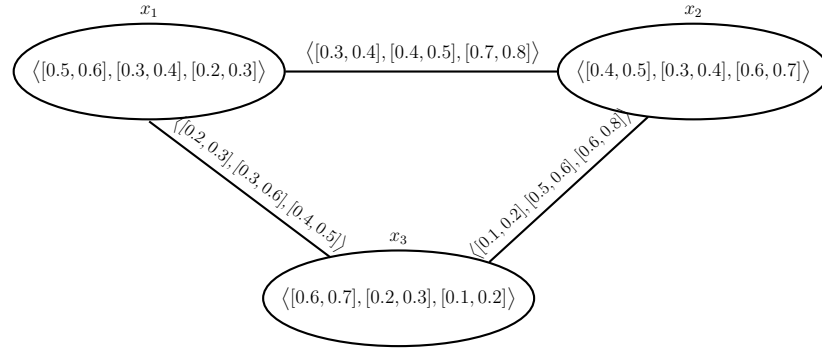 x₁
x₂
⟨[0.3, 0.4], [0.4, 0.5], [0.7, 0.8]⟩
⟨[0.5, 0.6], [0.3, 0.4], [0.2, 0.3]⟩
⟨[0.4, 0.5], [0.3, 0.4], [0.6, 0.7]⟩
⟨[0.2, 0.3], [0.3, 0.6], [0.4, 0.5]⟩
⟨[0.1, 0.2], [0.5, 0.6], [0.6, 0.8]⟩
x₃
⟨[0.6, 0.7], [0.2, 0.3], [0.1, 0.2]⟩